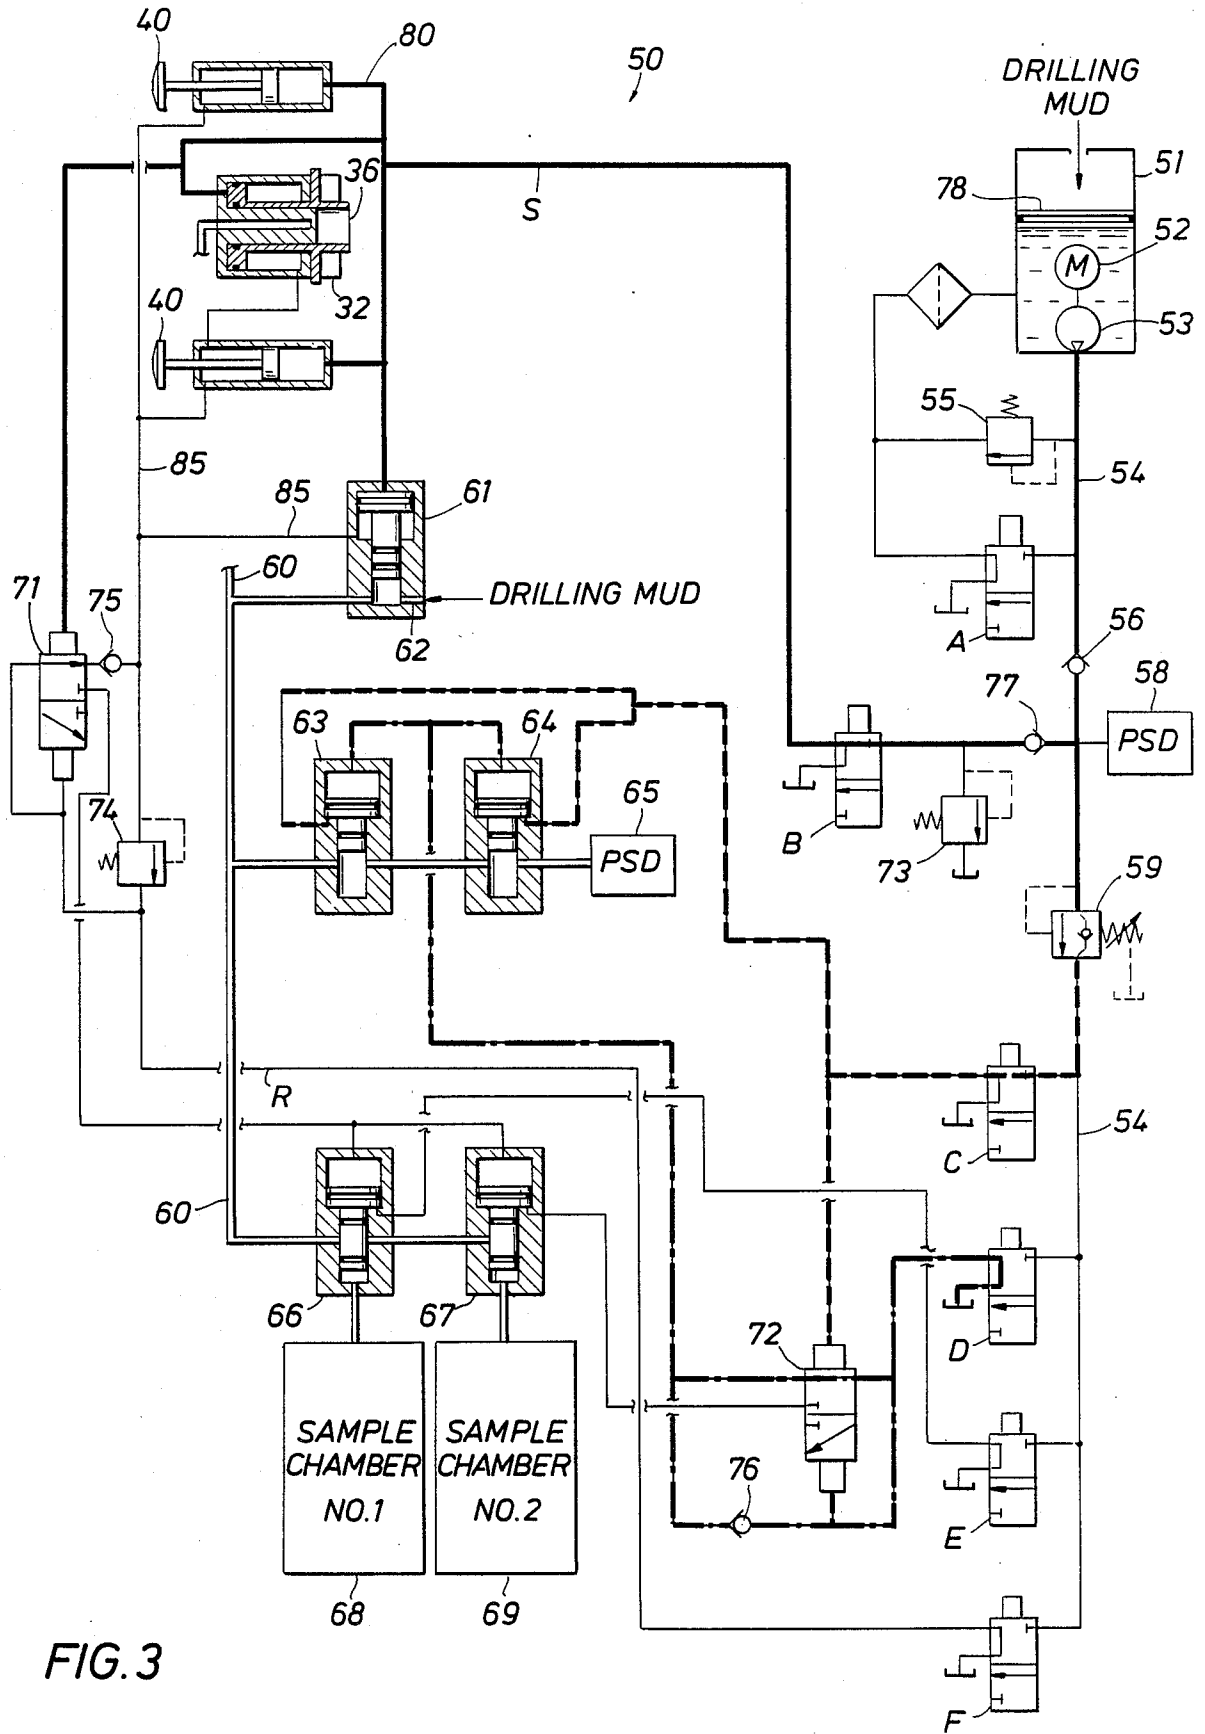 40
80
50
DRILLING
MUD
51
36
78
S
52
M
40
32
53
55
85
54
61
85
60
71
75
DRILLING MUD
A
62
56
58
77
63
64
PSD
74
65
B
PSD
73
59
R
C
54
60
66
67
72
D
SAMPLE
CHAMBER
NO.1
SAMPLE
CHAMBER
NO.2
76
E
68
69
FIG.3
F